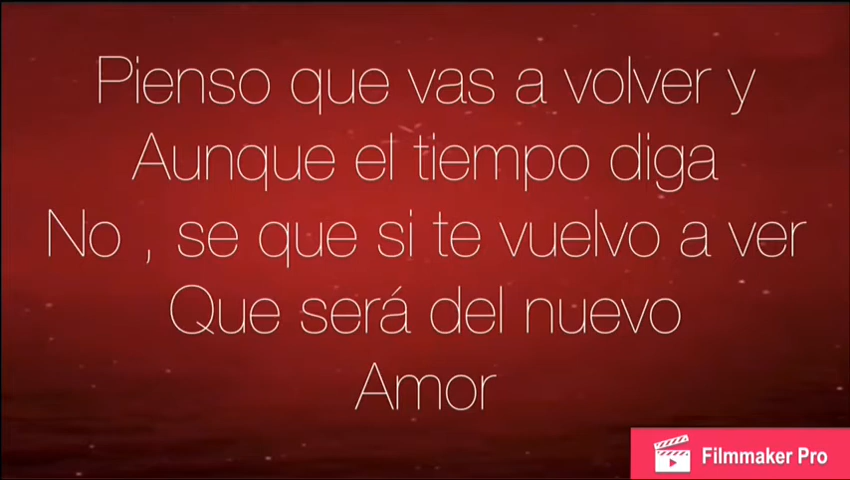 Pienso que vas a volver y
Aunque el tiempo diga
No , se que si te vuelvo a ver
Que será del nuevo
Amor
Filmmaker Pro